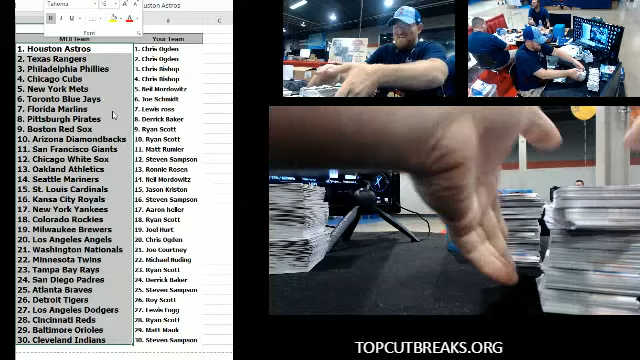 Tahoma
Font
uston Astros
B
MLB Team Your Team
1. Houston Astros 1. Chris Ogden
2. Texas Rangers 2. Chris Ogden
3. Philadelphia Phillies 3. Chris Bishop
4. Chicago Cubs 4. Chris Bishop
5. New York Mets 5. Neil Mordowitz
6. Toronto Blue Jays 6. Joe Schmidt
7. Florida Marlins 7. Lewis ross
8. Pittsburgh Pirates 8. Derrick Baker
9. Boston Red Sox 9. Ryan Scott
10. Arizona Diamondbacks 10. Ryan Scott
11. San Francisco Giants 11. Matt Rumler
12. Chicago White Sox 12. Steven Sampson
13. Oakland Athletics 13. Ronnie Rosen
14. Seattle Mariners 14. Neil Mordowitz
15. St. Louis Cardinals 15. Jason Kriston
16. Kansas City Royals 16. Steven Sampson
17. New York Yankees 17. Aaron heller
18. Colorado Rockies 18. Ryan Scott
19. Milwaukee Brewers 19. Joel Hurt
20. Los Angeles Angels 20. Chris Ogden
21. Washington Nationals 21. Joe Courtney
22. Minnesota Twins 22. Michael Ruding
23. Tampa Bay Rays 23. Ryan Scott
24. San Diego Padres 24. Derrick Baker
25. Atlanta Braves 25. Steven Sampson
26. Detroit Tigers 26. Roy Scott
27. Los Angeles Dodgers 27. Lewis Fogg
28. Cincinnati Reds 28. Ryan Scott
29. Baltimore Orioles 29. Matt Mauk
30. Cleveland Indians 30. Steven Sampson
TOPCUTBREAKS.ORG